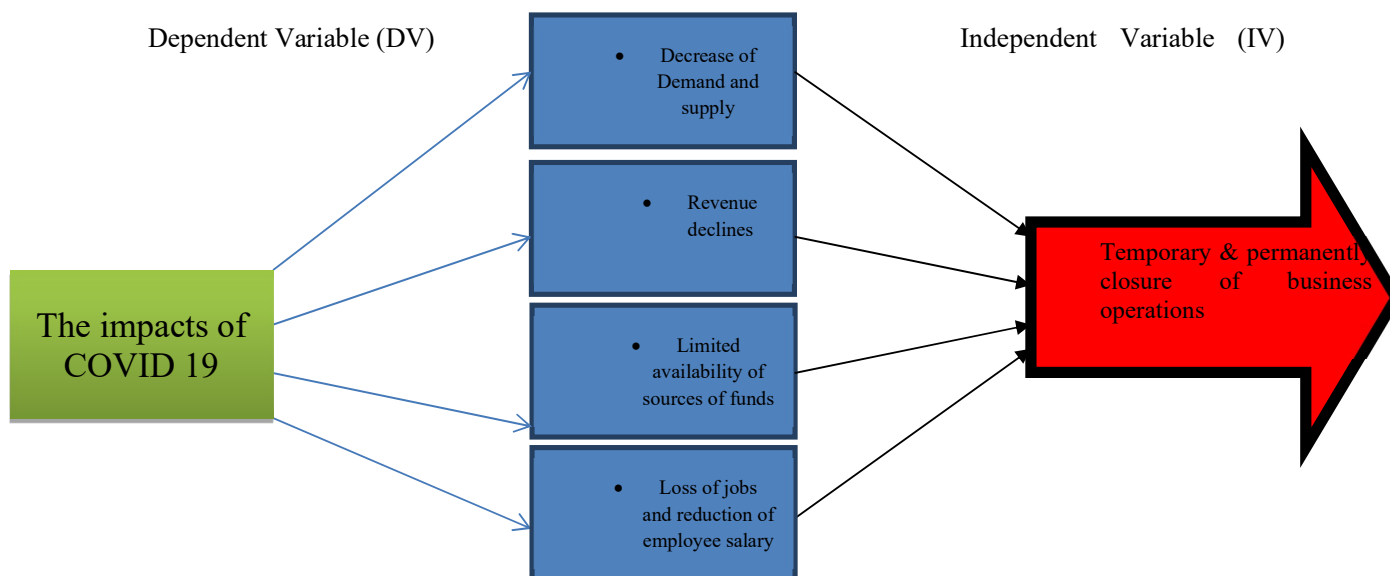 Dependent Variable (DV)
Independent Variable (IV)
• Decrease of
Demand and
supply
• Revenue
declines
The impacts of
COVID 19
• Limited
availability of
sources of funds
• Loss of jobs
and reduction of
employee salary
Temporary & permanently
closure of business
operations